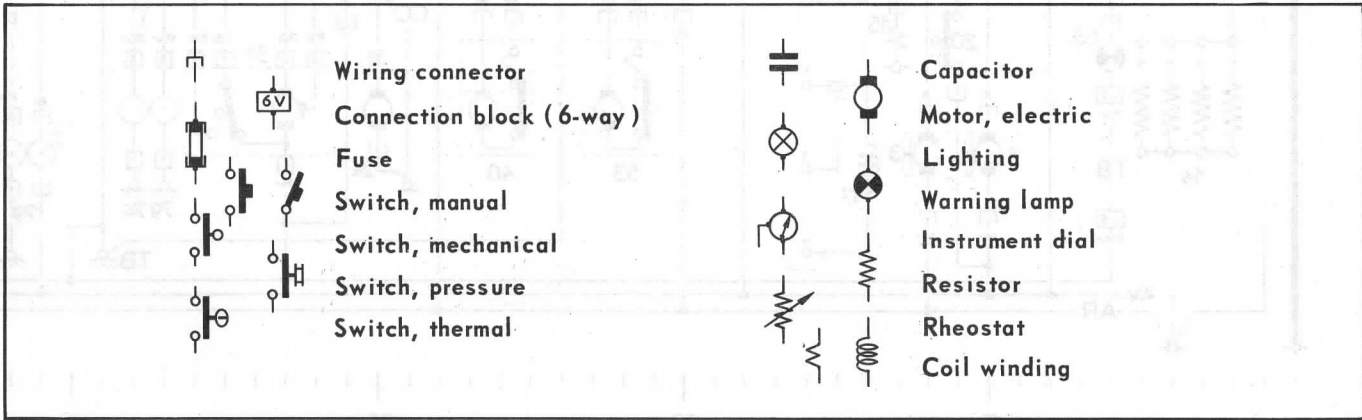 Wiring connector
6V
Connection block (6-way)
Fuse
Switch, manual
Switch, mechanical
Switch, pressure
Switch, thermal
Capacitor
Motor, electric
Lighting
Warning lamp
Instrument dial
Resistor
Rheostat
Coil winding